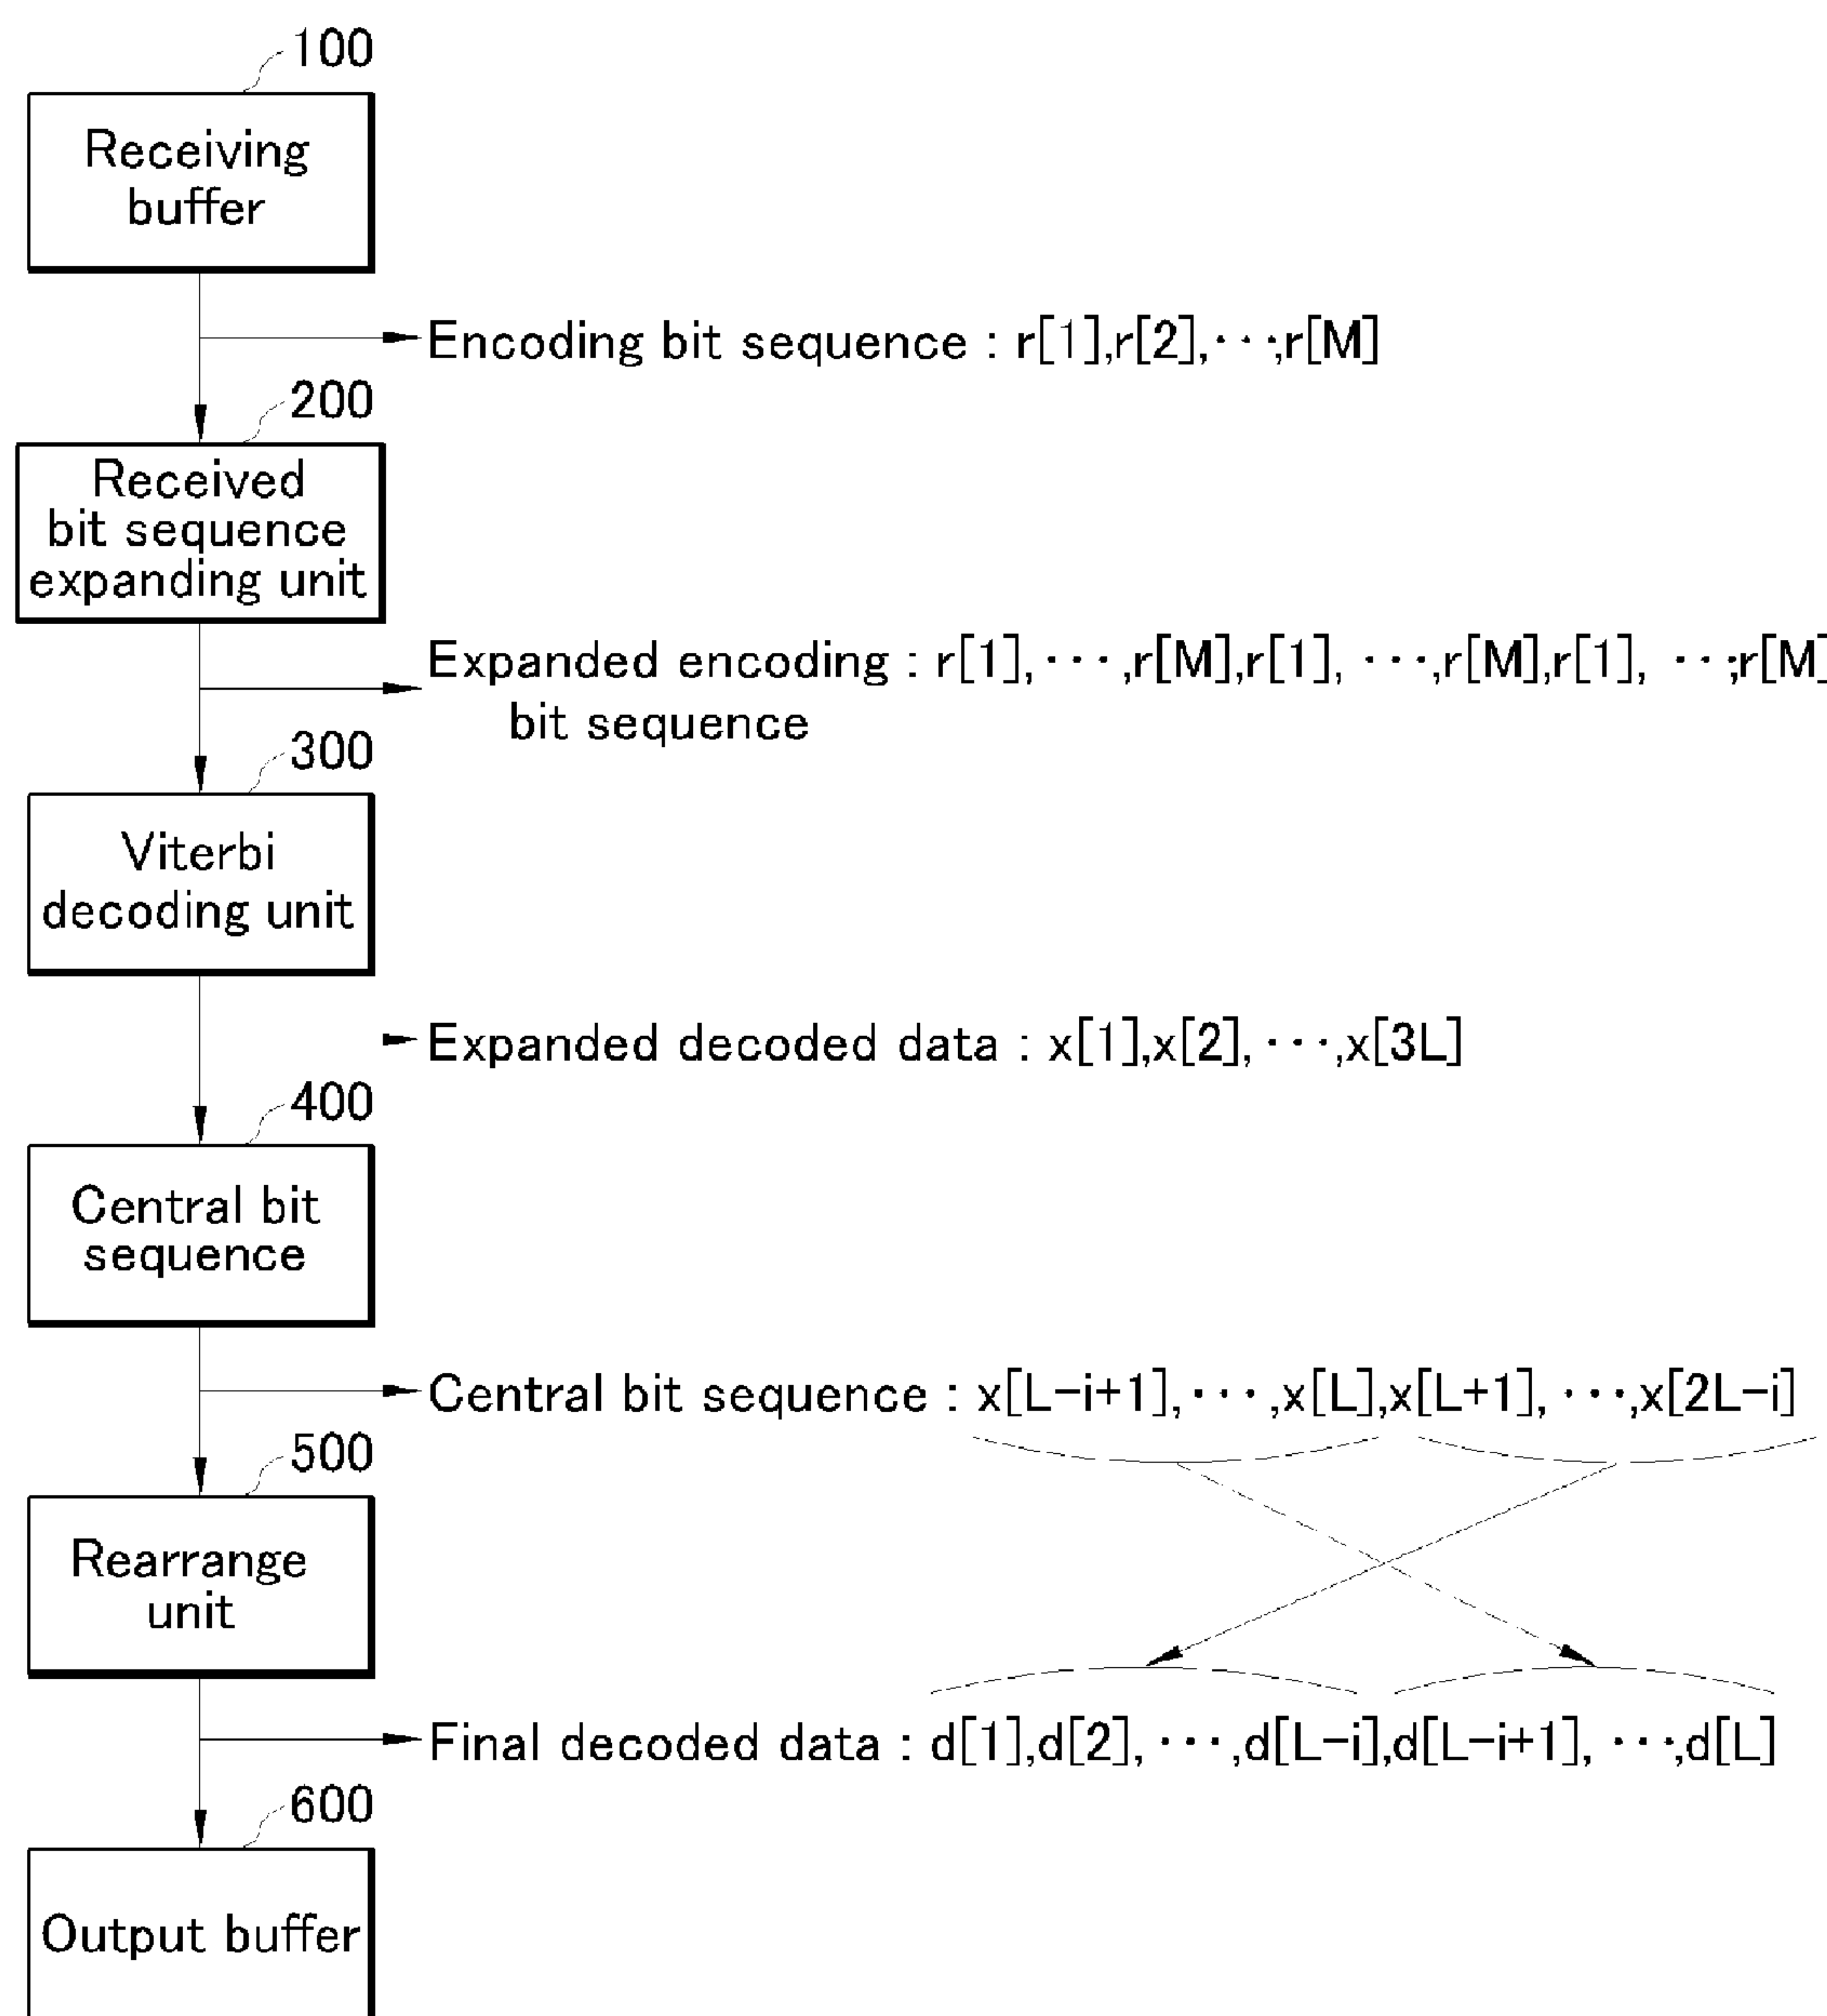 100
Receiving
buffer
Encoding bit sequence : r[1],r[2],···,r[M]
200
Received
bit sequence
expanding unit
Expanded encoding : r[1],···,r[M],r[1], ···,r[M],r[1], ···,r[M]
bit sequence
300
Viterbi
decoding unit
Expanded decoded data : x[1],x[2],···,x[3L]
400
Central bit
sequence
Central bit sequence : x[L-i+1],···,x[L],x[L+1], ···,x[2L-i]
500
Rearrange
unit
Final decoded data : d[1],d[2], ···,d[L-i],d[L-i+1], ···,d[L]
600
Output buffer